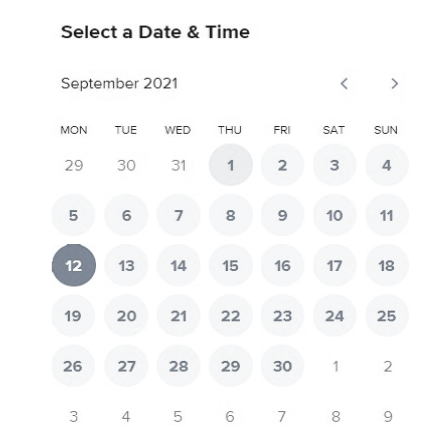 Select a Date & Time
September 2021
MON TUE WED THU FRI SAT SUN
29 30 31 1 2 3 4
5 6 7 8 9 10 11
12 13 14 15 16 17 18
19 20 21 22 23 24 25
26 27 28 29 30 1 2
3 4 5 6 7 8 9